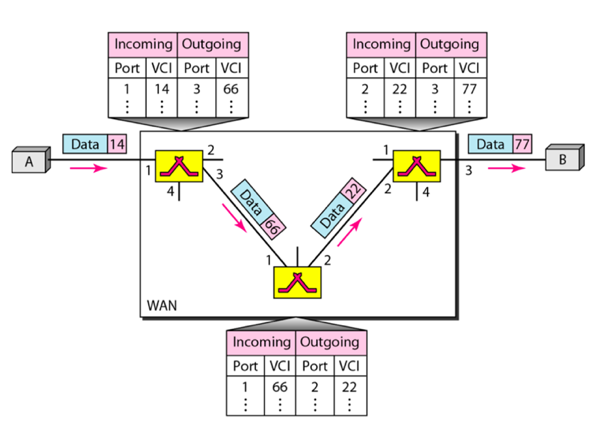 Incoming Outgoing
Port VCI Port VCI
1 14 3 66
⋮ ⋮ ⋮ ⋮
Incoming Outgoing
Port VCI Port VCI
2 22 3 77
⋮ ⋮ ⋮ ⋮
A
Data 14
1
2
3
4
Data 66
1
2
Data 22
1
2
3
4
Data 77
B
WAN
Incoming Outgoing
Port VCI Port VCI
1 66 2 22
⋮ ⋮ ⋮ ⋮